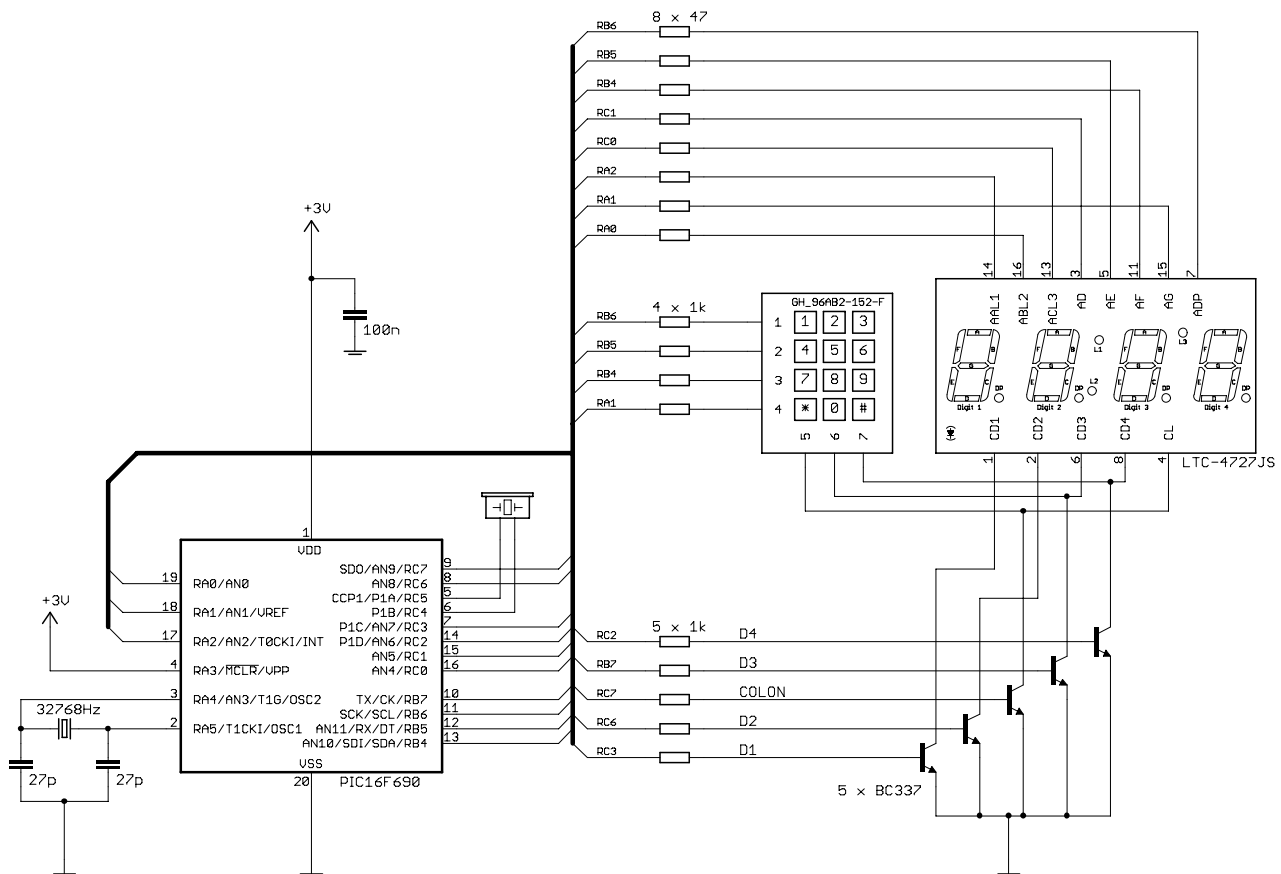 RB6
8 x 47
RB5
RB4
RC1
RC0
RA2
RA1
RA0
+3V
100n
14 16 13 3 5 11 15 7
AAL1 ABL2 ACL3 AD AE AF AG ADP
A F B G E C D DP
Digit 1
A F B G E C D DP
Digit 2
L1
L2
A F B G E C D DP
Digit 3
L3
A F B G E C D DP
Digit 4
CD1 CD2 CD3 CD4 CL
1 2 6 8 4
LTC-4727JS
4 x 1k
RB6
RB5
RB4
RA1
GH_96AB2-152-F
1 1 2 3
2 4 5 6
3 7 8 9
4 * 0 #
5 6 7
1
VDD
19 RA0/AN0
18 RA1/AN1/VREF
17 RA2/AN2/T0CKI/INT
4 RA3/MCLR/VPP
3 RA4/AN3/T1G/OSC2
2 RA5/T1CKI/OSC1
SDO/AN9/RC7 9
AN8/RC6 8
CCP1/P1A/RC5 5
P1B/RC4 6
P1C/AN7/RC3 7
P1D/AN6/RC2 14
AN5/RC1 15
AN4/RC0 16
TX/CK/RB7 10
SCK/SCL/RB6 11
AN11/RX/DT/RB5 12
AN10/SDI/SDA/RB4 13
VSS
20
PIC16F690
+3V
32768Hz
27p
27p
RC2
5 x 1k
D4
RB7
D3
RC7
COLON
RC6
D2
RC3
D1
5 x BC337